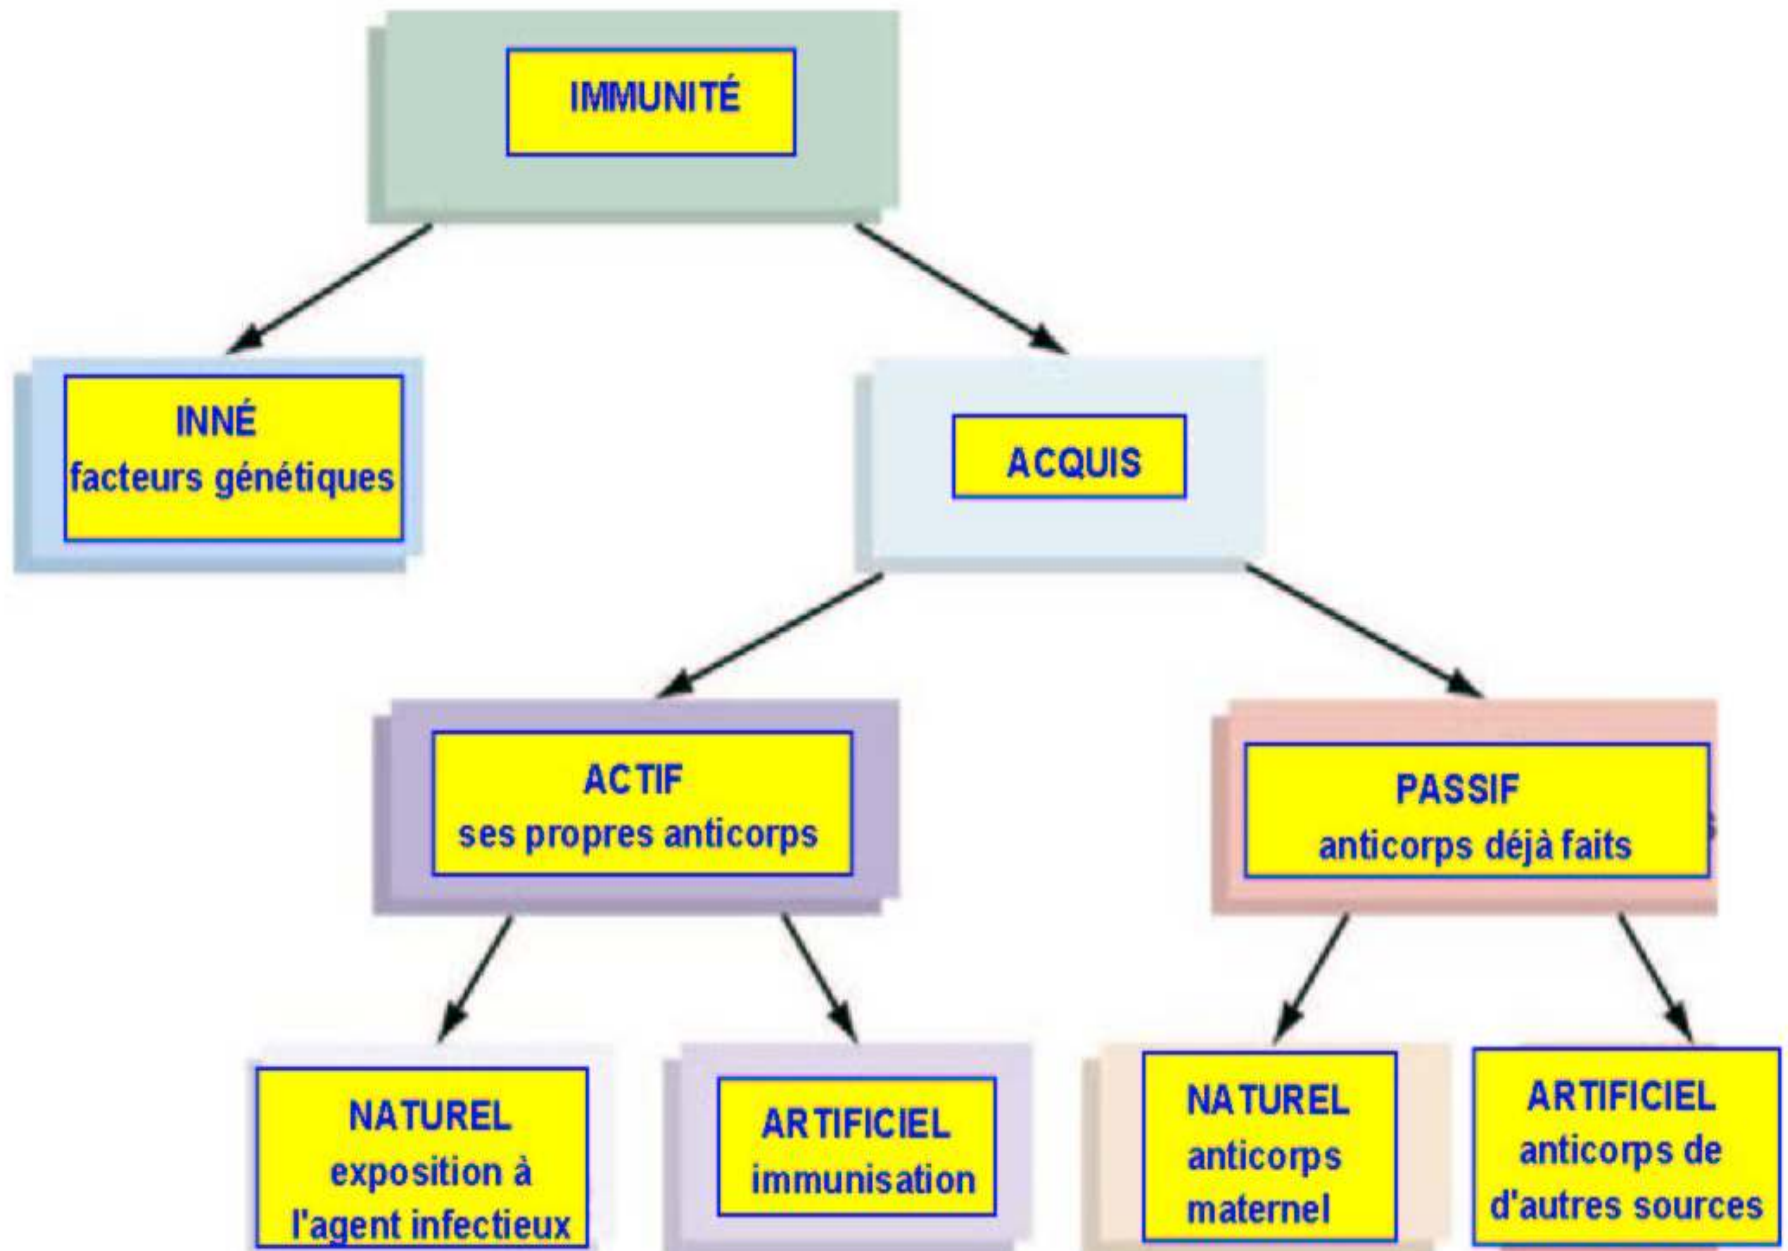 IMMUNITÉ
INNÉ
facteurs génétiques
ACQUIS
ACTIF
ses propres anticorps
PASSIF
anticorps déjà faits
NATUREL
exposition à
l'agent infectieux
ARTIFICIEL
immunisation
NATUREL
anticorps
maternel
ARTIFICIEL
anticorps de
d'autres sources